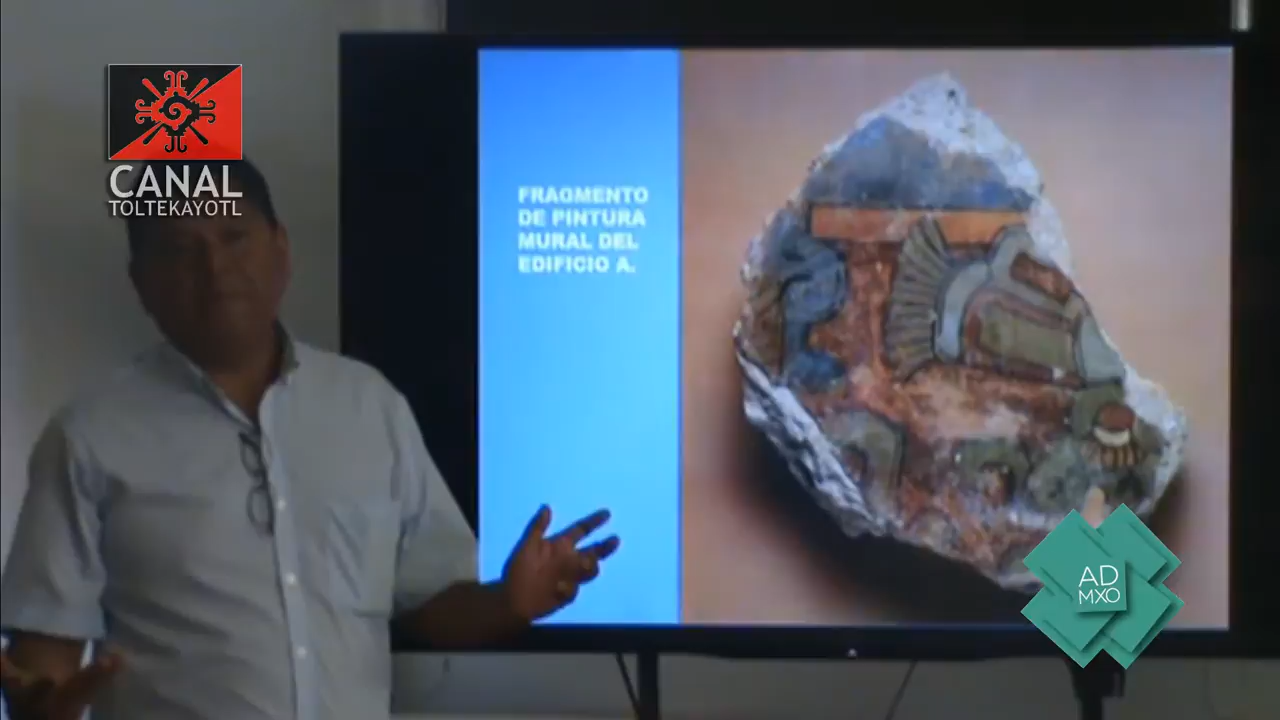 CANAL
TOLTEKAYOTL
FRAGMENTO
DE PINTURA
MURAL DEL
EDIFICIO A.
AD
MXO